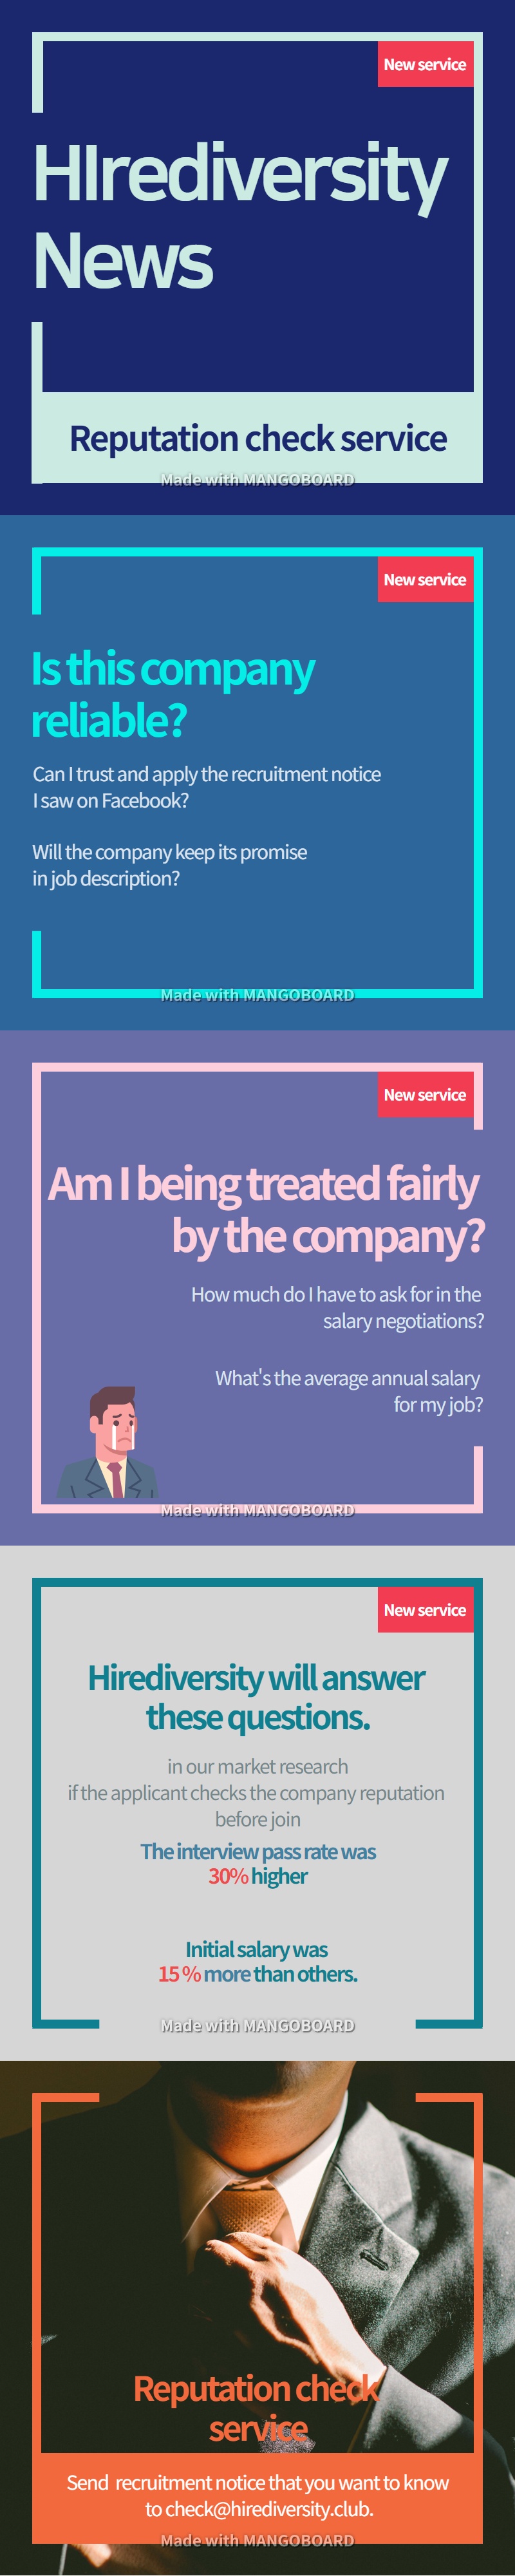 New service
HIrediversity
News
Reputation check service
Made with MANGOBOARD
New service
Is this company
reliable?
Can I trust and apply the recruitment notice
I saw on Facebook?
Will the company keep its promise
in job description?
Made with MANGOBOARD
New service
Am I being treated fairly
by the company?
How much do I have to ask for in the
salary negotiations?
What's the average annual salary
for my job?
Made with MANGOBOARD
New service
Hirediversity will answer
these questions.
in our market research
if the applicant checks the company reputation
before join
The interview pass rate was
30% higher
Initial salary was
15 % more than others.
Made with MANGOBOARD
Reputation check
service
Send  recruitment notice that you want to know
to check@hirediversity.club.
Made with MANGOBOARD